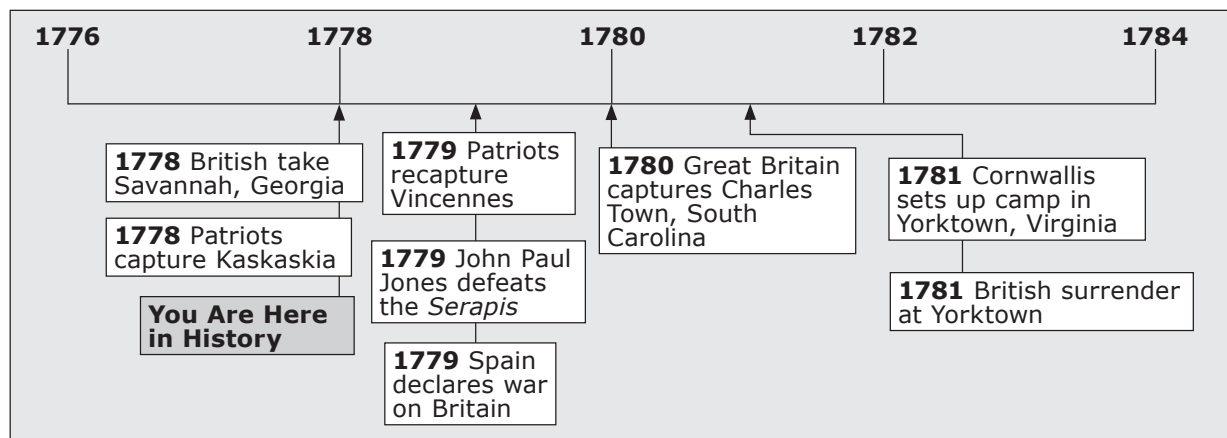 1776 1778 1780 1782 1784
1778 British take
Savannah, Georgia
1778 Patriots
capture Kaskaskia
You Are Here
in History
1779 Patriots
recapture
Vincennes
1779 John Paul
Jones defeats
the Serapis
1779 Spain
declares war
on Britain
1780 Great Britain
captures Charles
Town, South
Carolina
1781 Cornwallis
sets up camp in
Yorktown, Virginia
1781 British surrender
at Yorktown